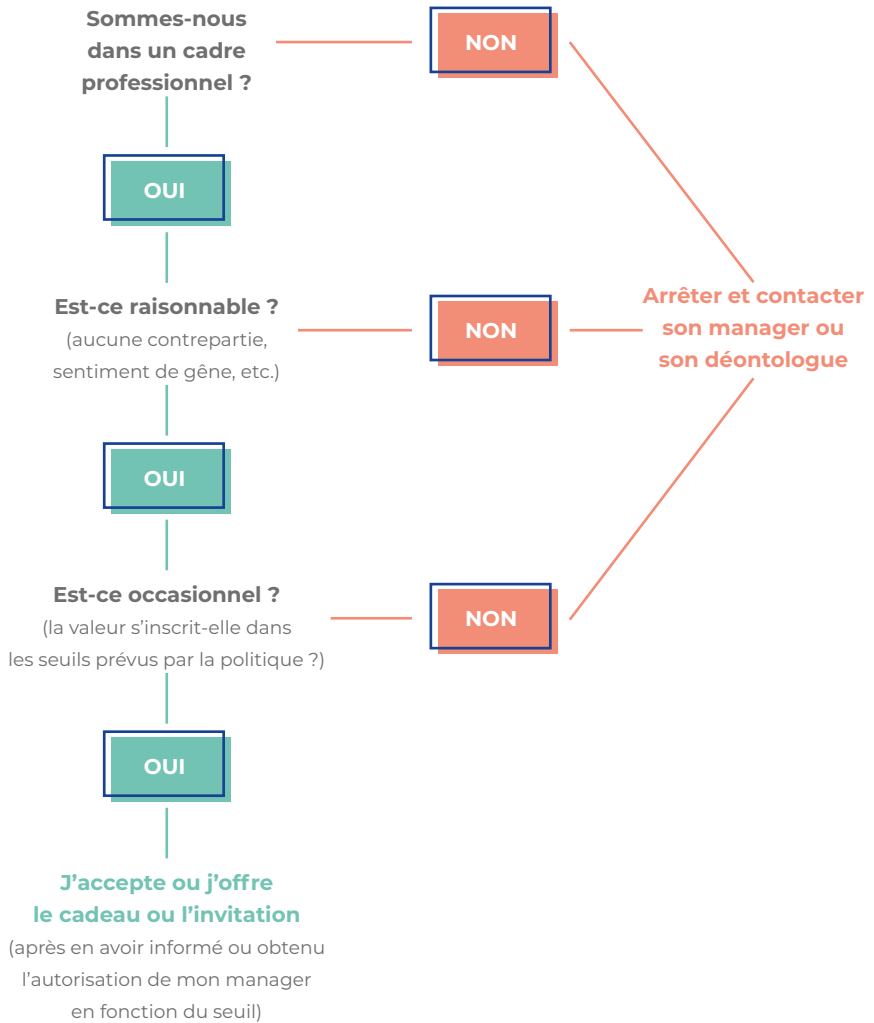 Sommes-nous
dans un cadre
professionnel ?
NON
OUI
Est-ce raisonnable ?
(aucune contrepartie,
sentiment de gêne, etc.)
NON
Arrêter et contacter
son manager ou
son déontologue
OUI
Est-ce occasionnel ?
(la valeur s’inscrit-elle dans
les seuils prévus par la politique ?)
NON
OUI
J’accepte ou j’offre
le cadeau ou l’invitation
(après en avoir informé ou obtenu
l’autorisation de mon manager
en fonction du seuil)